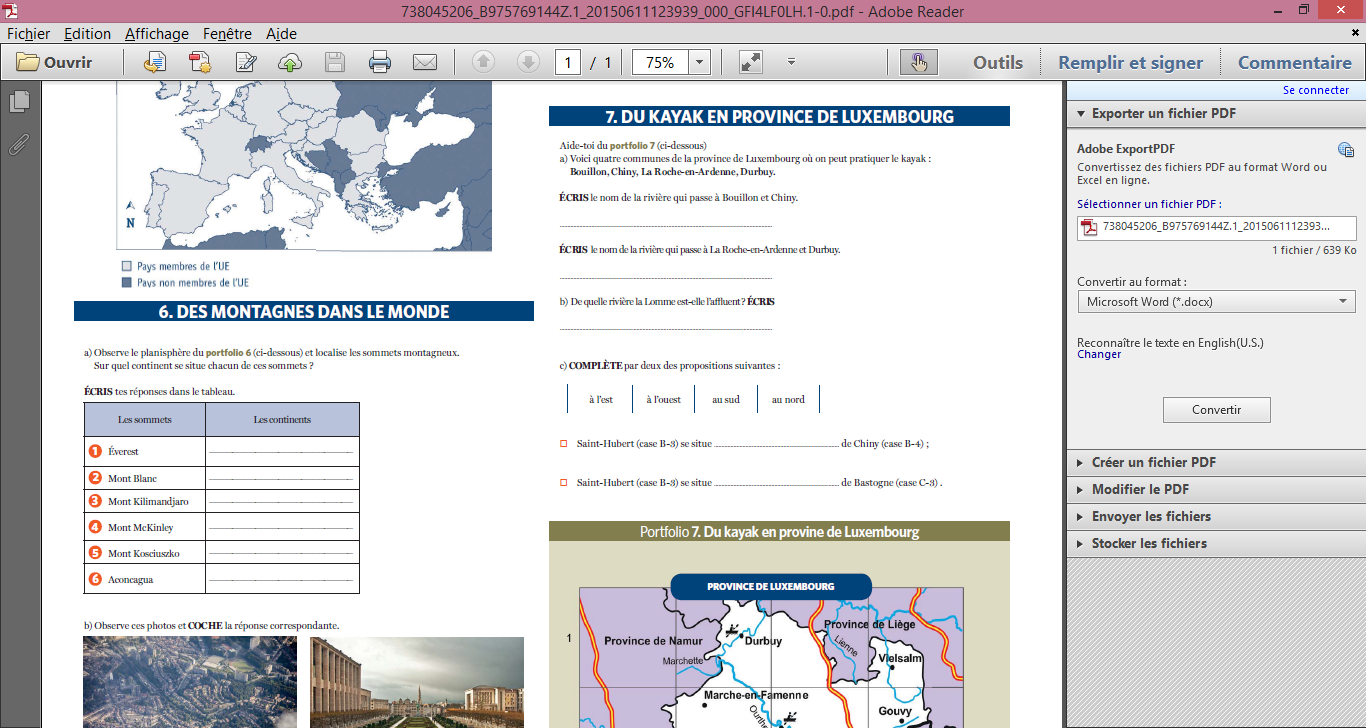 738045206_B975769144Z.1_20150611123939_000_GFI4LF0LH.1-0.pdf - Adobe Reader
Fichier Edition Affichage Fenêtre Aide
Ouvrir
1 / 1
75%
Outils
Remplir et signer
Commentaire
N
Pays membres de l'UE
Pays non membres de l'UE
6. DES MONTAGNES DANS LE MONDE
a) Observe le planisphère du portfolio 6 (ci-dessous) et localise les sommets montagneux.
Sur quel continent se situe chacun de ces sommets ?
ÉCRIS tes réponses dans le tableau.
Les sommets Les continents
1 Éverest
2 Mont Blanc
3 Mont Kilimandjaro
4 Mont McKinley
5 Mont Kosciuszko
6 Aconcagua
b) Observe ces photos et COCHE la réponse correspondante.
7. DU KAYAK EN PROVINCE DE LUXEMBOURG
Aide-toi du portfolio 7 (ci-dessous)
a) Voici quatre communes de la province de Luxembourg où on peut pratiquer le kayak :
Bouillon, Chiny, La Roche-en-Ardenne, Durbuy.
ÉCRIS le nom de la rivière qui passe à Bouillon et Chiny.
ÉCRIS le nom de la rivière qui passe à La Roche-en-Ardenne et Durbuy.
b) De quelle rivière la Lomme est-elle l'affluent ? ÉCRIS
c) COMPLÈTE par deux des propositions suivantes :
à l'est à l'ouest au sud au nord
Saint-Hubert (case B-3) se situe de Chiny (case B-4) ;
Saint-Hubert (case B-3) se situe de Bastogne (case C-3) .
Portfolio 7. Du kayak en provine de Luxembourg
PROVINCE DE LUXEMBOURG
1
Province de Namur
Province de Liège
Durbuy
Marchette
Lienne
Vielsalm
Marche-en-Famenne
Ourthe
Gouvy
Se connecter
Exporter un fichier PDF
Adobe ExportPDF
Convertissez des fichiers PDF au format Word ou
Excel en ligne.
Sélectionner un fichier PDF :
738045206_B975769144Z.1_2015061112393...
1 fichier / 639 Ko
Convertir au format :
Microsoft Word (*.docx)
Reconnaître le texte en English(U.S.)
Changer
Convertir
Créer un fichier PDF
Modifier le PDF
Envoyer les fichiers
Stocker les fichiers